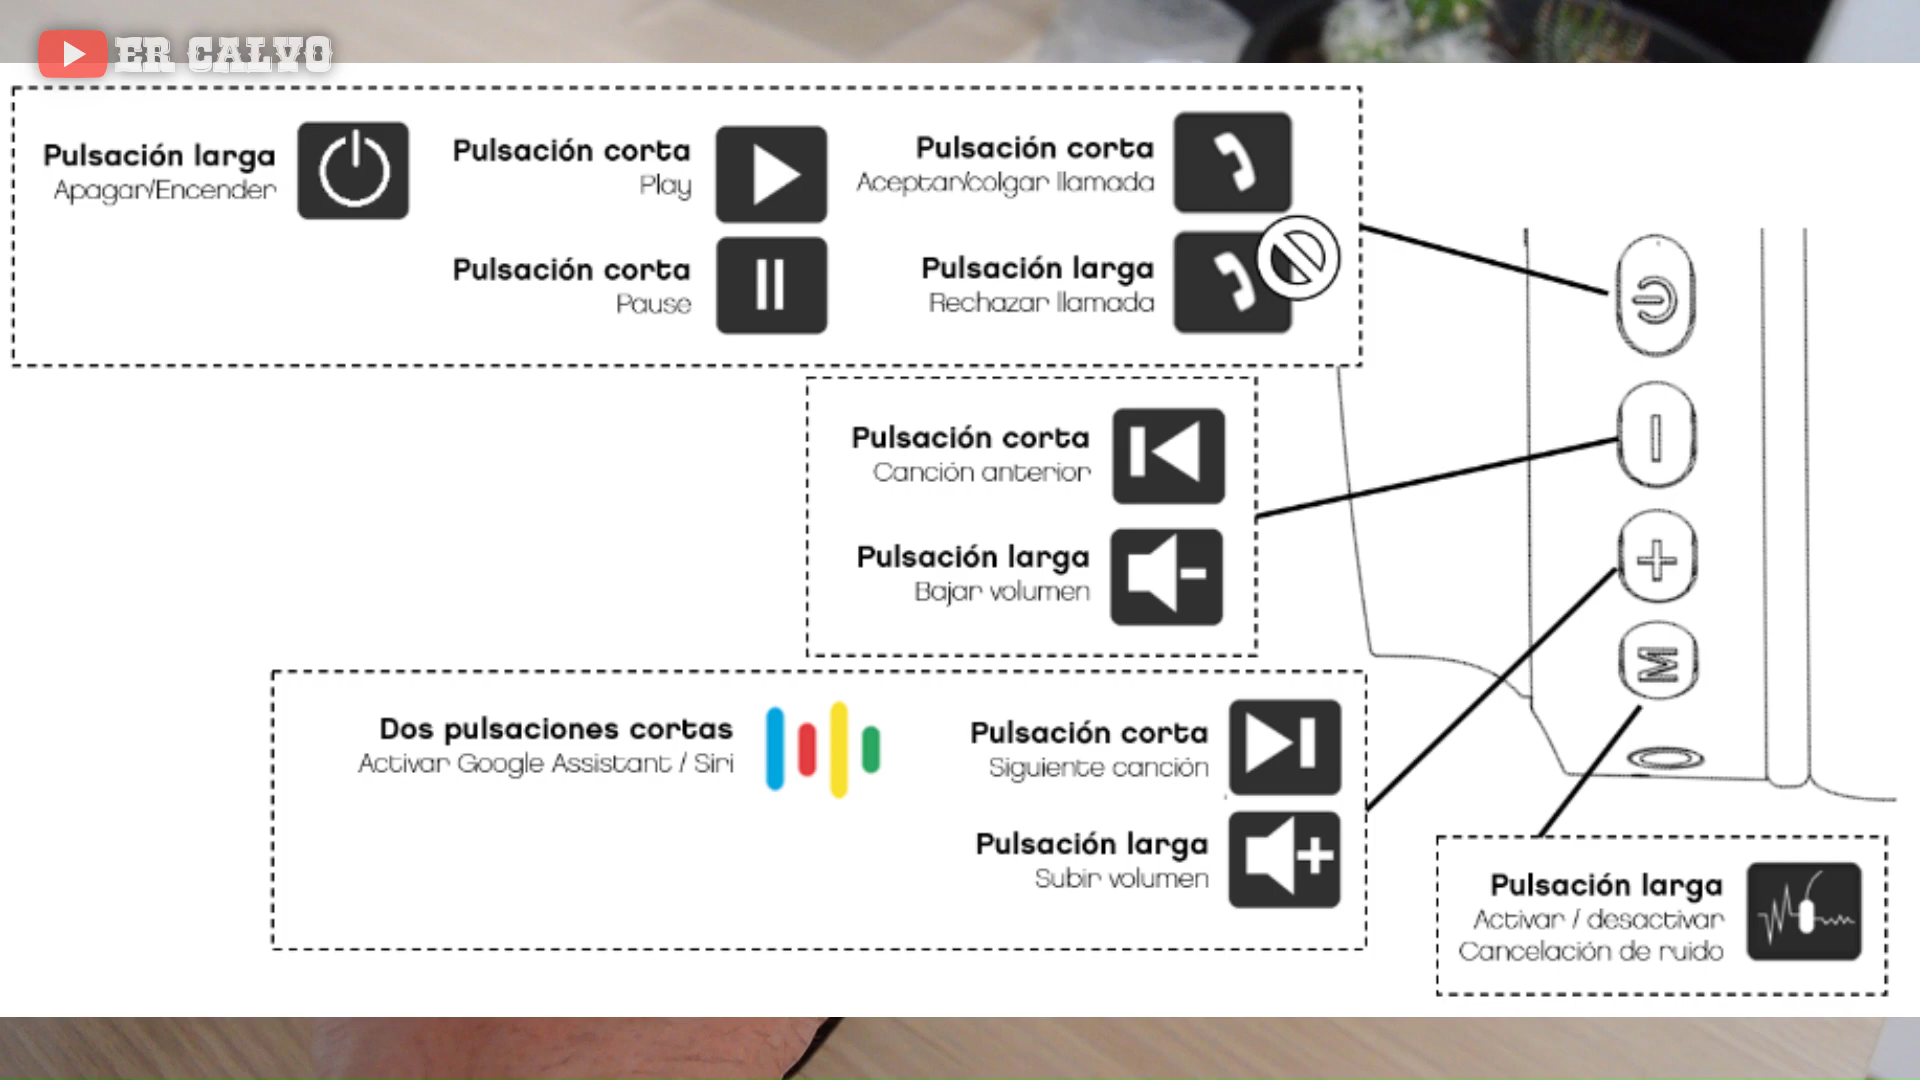 ER CALVO
Pulsación larga
Apagar/Encender
Pulsación corta
Play
Pulsación corta
Aceptar/colgar llamada
Pulsación corta
Pause
Pulsación larga
Rechazar llamada
Pulsación corta
Canción anterior
Pulsación larga
Bajar volumen
Dos pulsaciones cortas
Activar Google Assistant / Siri
Pulsación corta
Siguiente canción
Pulsación larga
Subir volumen
M
Pulsación larga
Activar / desactivar
Cancelación de ruido